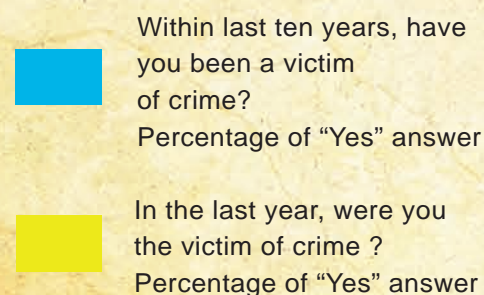 Within last ten years, have
you been a victim
of crime?
Percentage of “Yes” answer
In the last year, were you
the victim of crime ?
Percentage of “Yes” answer